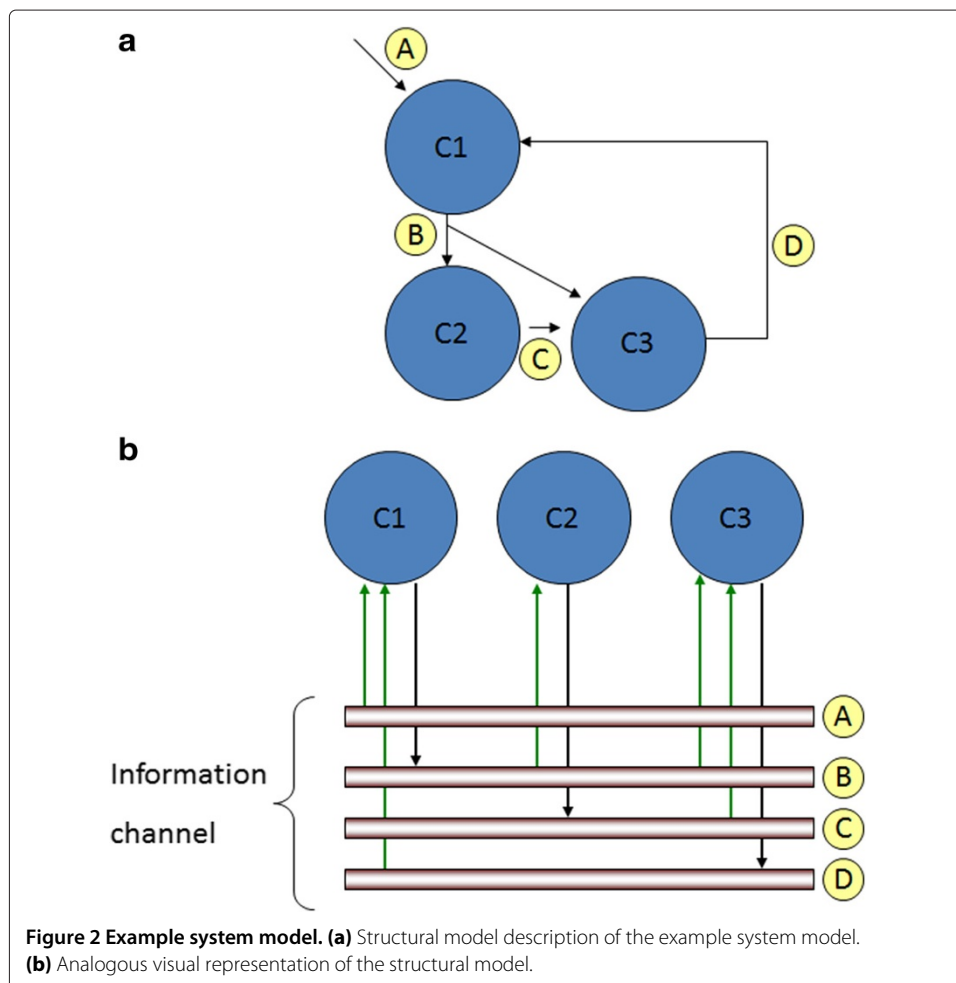 a
A
C1
B
D
C2
C3
C
b
C1
C2
C3
A
Information
B
channel
C
D
Figure 2 Example system model. (a) Structural model description of the example system model.
(b) Analogous visual representation of the structural model.